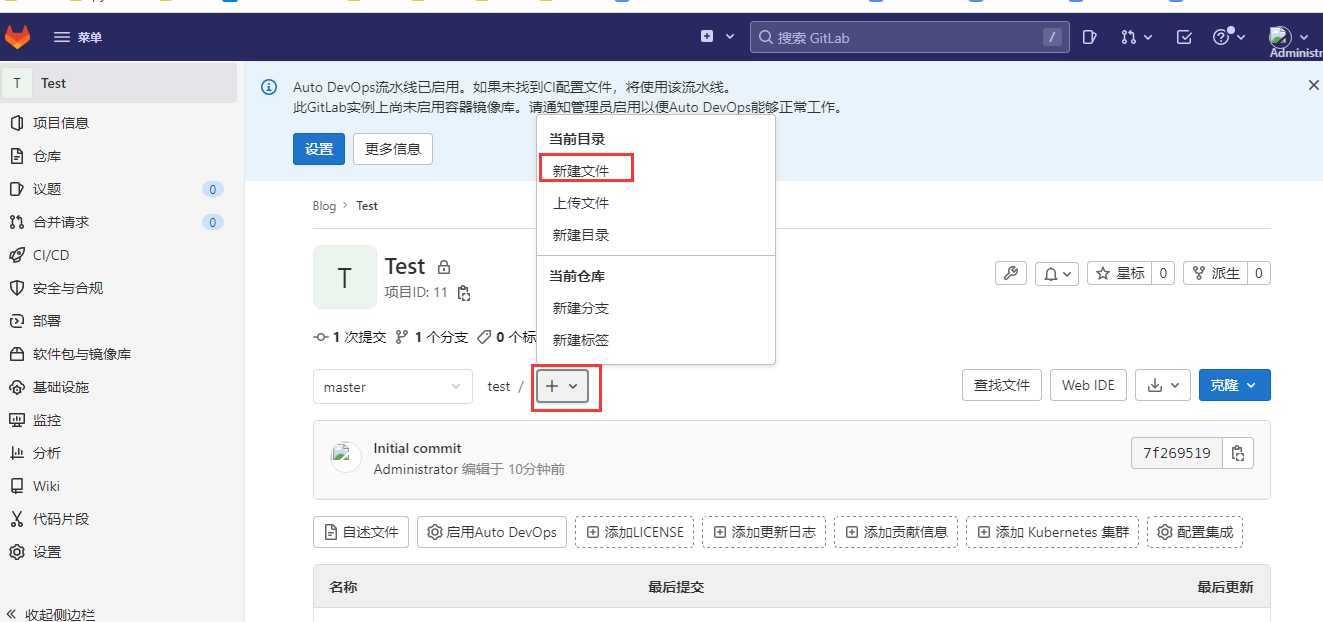 菜单
搜索 GitLab /
Administr
T Test
项目信息
仓库
议题 0
合并请求 0
CI/CD
安全与合规
部署
软件包与镜像库
基础设施
监控
分析
Wiki
代码片段
设置
收起侧边栏
Auto DevOps流水线已启用。如果未找到CI配置文件，将使用该流水线。
此GitLab实例上尚未启用容器镜像库。请通知管理员启用以便Auto DevOps能够正常工作。
设置 更多信息
当前目录
新建文件
上传文件
新建目录
当前仓库
新建分支
新建标签
Blog › Test
T
Test
项目ID: 11
星标 0 派生 0
1 次提交 1 个分支 0 个标
master test / +
查找文件 Web IDE 克隆
Initial commit
Administrator 编辑于 10分钟前
7f269519
自述文件 启用Auto DevOps 添加LICENSE 添加更新日志 添加贡献信息 添加 Kubernetes 集群 配置集成
名称 最后提交 最后更新